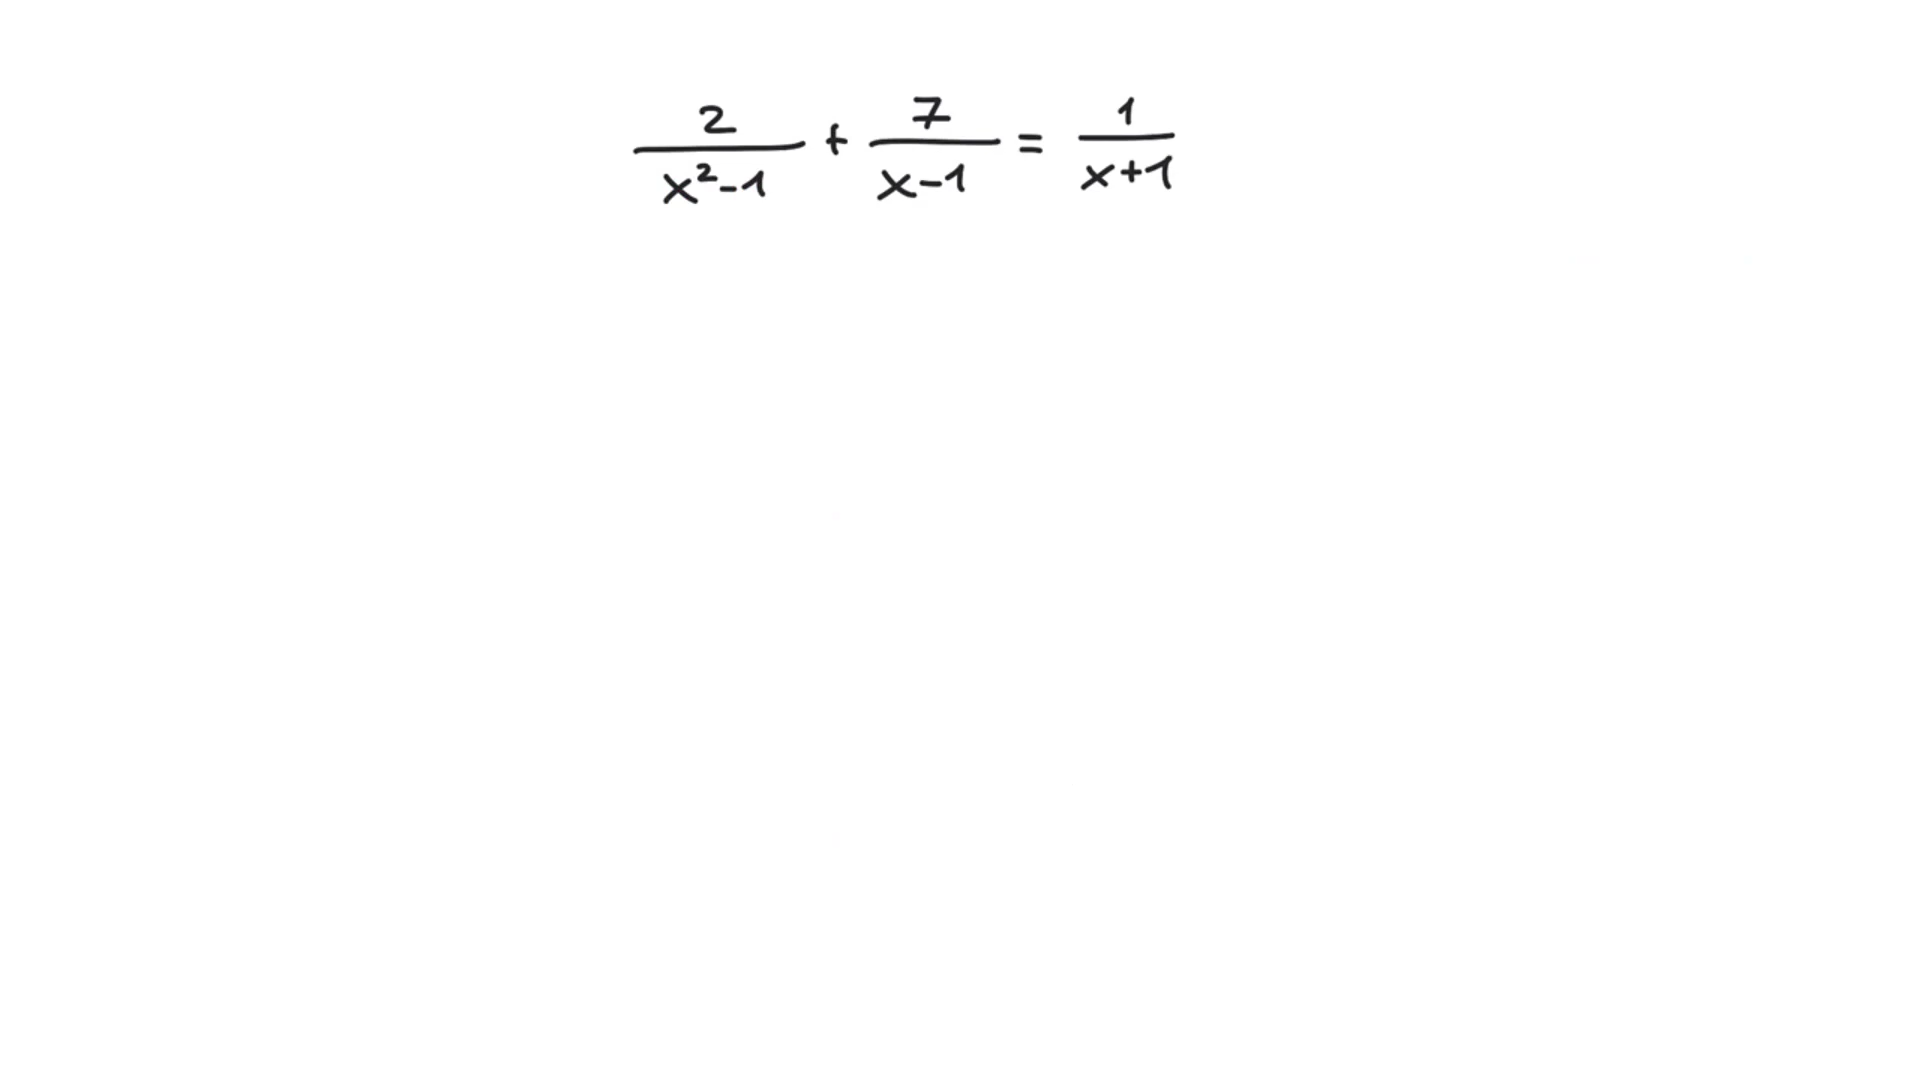 2/(x²-1) + 7/(x-1) = 1/(x+1)